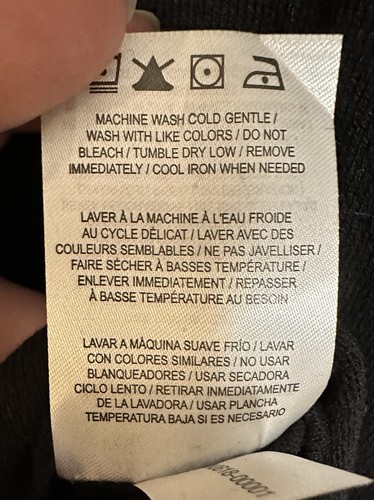 MACHINE WASH COLD GENTLE /
WASH WITH LIKE COLORS / DO NOT
BLEACH / TUMBLE DRY LOW / REMOVE
IMMEDIATELY / COOL IRON WHEN NEEDED
LAVER À LA MACHINE À L'EAU FROIDE
AU CYCLE DÉLICAT / LAVER AVEC DES
COULEURS SEMBLABLES / NE PAS JAVELLISER /
FAIRE SÉCHER À BASSES TEMPÉRATURE /
ENLEVER IMMEDIATEMENT / REPASSER
À BASSE TEMPÉRATURE AU BESOIN
LAVAR A MÁQUINA SUAVE FRÍO / LAVAR
CON COLORES SIMILARES / NO USAR
BLANQUEADORES / USAR SECADORA
CICLO LENTO / RETIRAR INMEDIATAMENTE
DE LA LAVADORA / USAR PLANCHA
TEMPERATURA BAJA SI ES NECESARIO